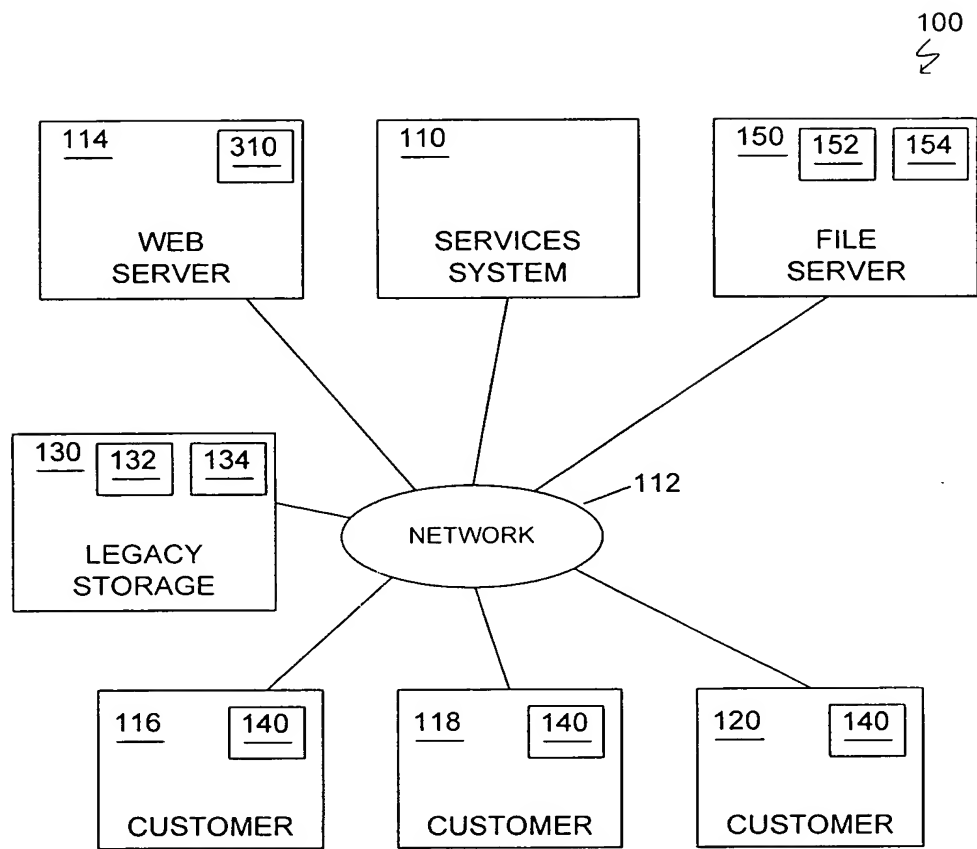 100
114 310
WEB
SERVER
110
SERVICES
SYSTEM
150 152 154
FILE
SERVER
130 132 134
LEGACY
STORAGE
NETWORK
112
116 140
CUSTOMER
118 140
CUSTOMER
120 140
CUSTOMER